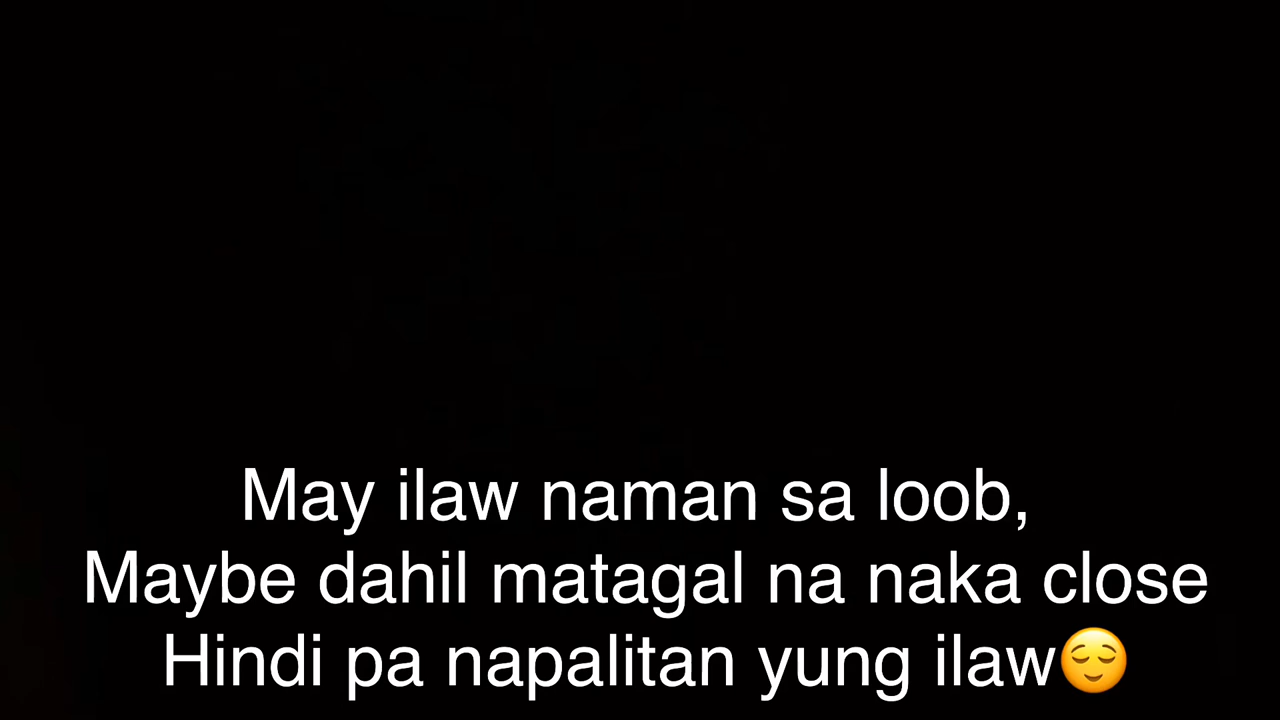 May ilaw naman sa loob,
Maybe dahil matagal na naka close
Hindi pa napalitan yung ilaw😌